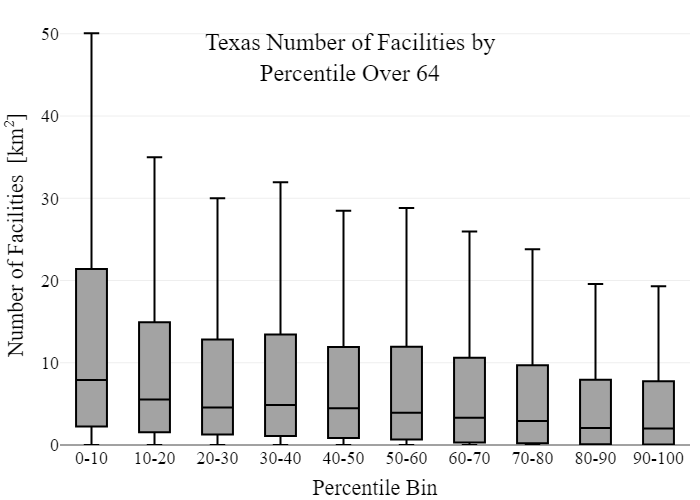 Texas Number of Facilities by
Percentile Over 64
Number of Facilities [km²]
50
40
30
20
10
0
0-10 10-20 20-30 30-40 40-50 50-60 60-70 70-80 80-90 90-100
Percentile Bin